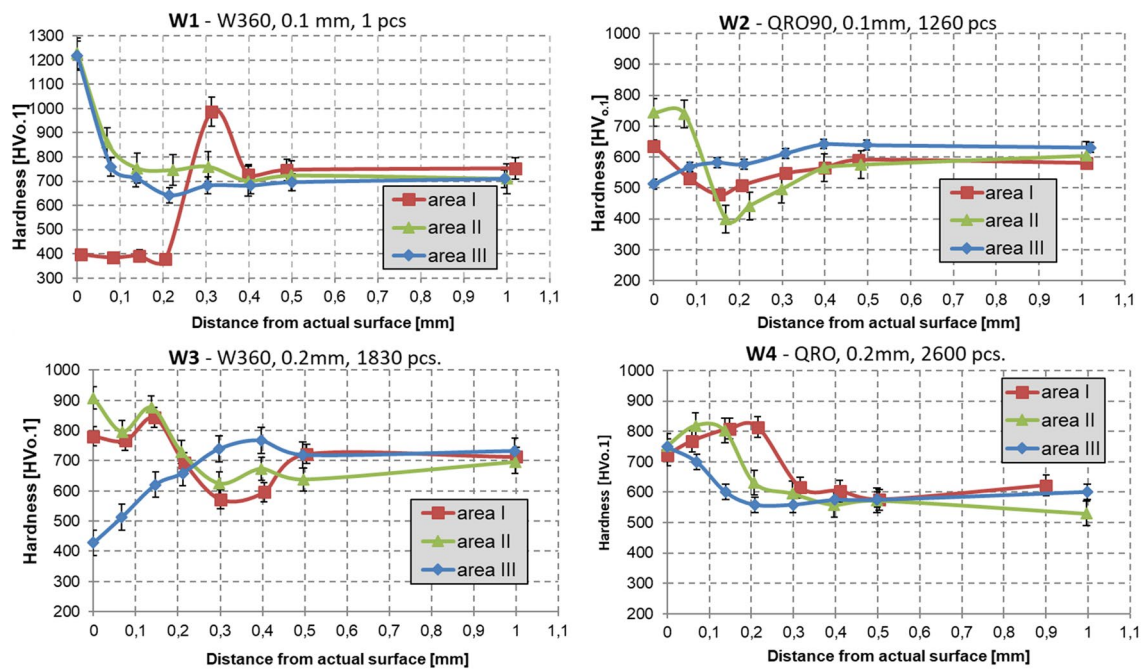 W1 - W360, 0.1 mm, 1 pcs
1300
1200
1100
1000
900
800
700
600
500
400
300
Hardness [HVo.1]
area I
area II
area III
0 0,1 0,2 0,3 0,4 0,5 0,6 0,7 0,8 0,9 1 1,1
Distance from actual surface [mm]
W2 - QRO90, 0.1mm, 1260 pcs
1000
900
800
700
600
500
400
300
200
Hardness [HVo.1]
area I
area II
area III
0 0,1 0,2 0,3 0,4 0,5 0,6 0,7 0,8 0,9 1 1,1
Distance from actual surface [mm]
W3 - W360, 0.2mm, 1830 pcs.
1000
900
800
700
600
500
400
300
200
Hardness [HVo.1]
area I
area II
area III
0 0,1 0,2 0,3 0,4 0,5 0,6 0,7 0,8 0,9 1 1,1
Distance from actual surface [mm]
W4 - QRO, 0.2mm, 2600 pcs.
1000
900
800
700
600
500
400
300
200
Hardness [HVo.1]
area I
area II
area III
0 0,1 0,2 0,3 0,4 0,5 0,6 0,7 0,8 0,9 1 1,1
Distance from actual surface [mm]